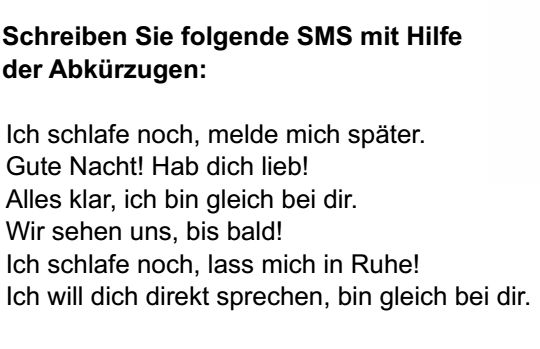 Schreiben Sie folgende SMS mit Hilfe
der Abkürzugen:
Ich schlafe noch, melde mich später.
Gute Nacht! Hab dich lieb!
Alles klar, ich bin gleich bei dir.
Wir sehen uns, bis bald!
Ich schlafe noch, lass mich in Ruhe!
Ich will dich direkt sprechen, bin gleich bei dir.